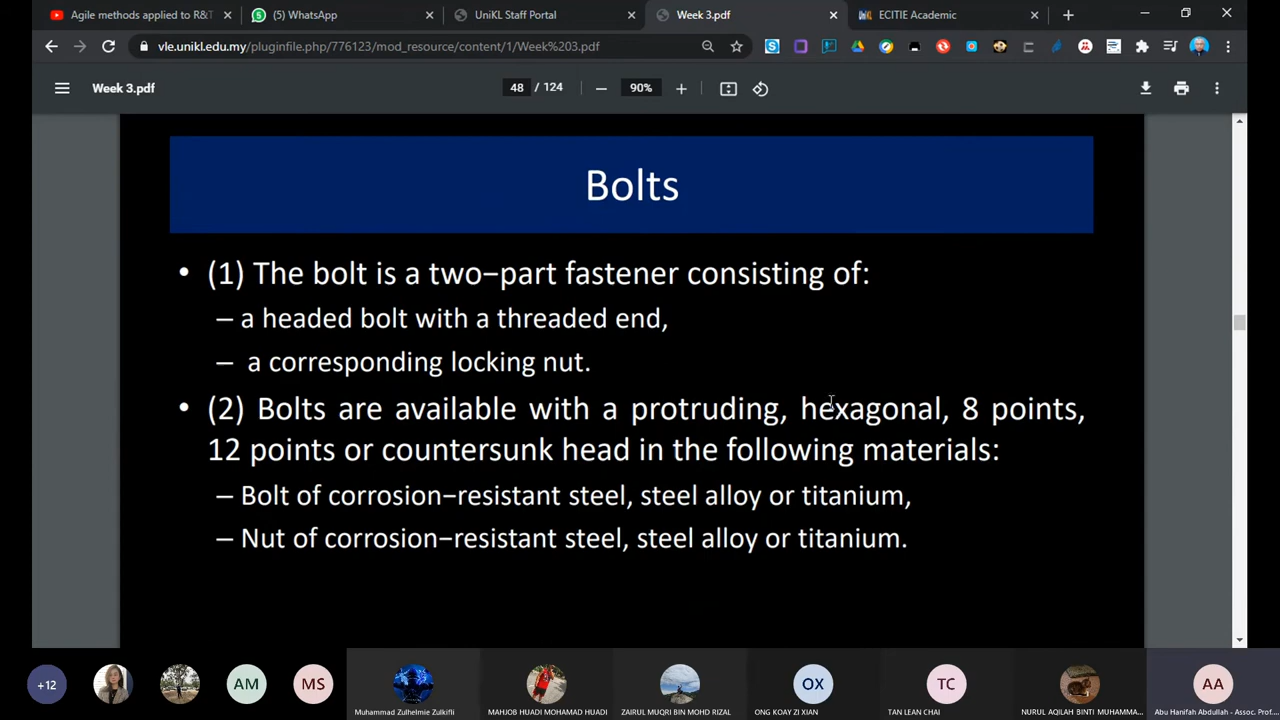 Agile methods applied to R&T
(5) WhatsApp
UniKL Staff Portal
Week 3.pdf
ECITIE Academic
vle.unikl.edu.my/pluginfile.php/776123/mod_resource/content/1/Week%203.pdf
Week 3.pdf
48 / 124
90%
Bolts
• (1) The bolt is a two−part fastener consisting of:
– a headed bolt with a threaded end,
– a corresponding locking nut.
• (2) Bolts are available with a protruding, hexagonal, 8 points,
12 points or countersunk head in the following materials:
– Bolt of corrosion−resistant steel, steel alloy or titanium,
– Nut of corrosion−resistant steel, steel alloy or titanium.
+12
AM
MS
OX
TC
AA
Muhammad Zulhelmie Zulkifli
MAHJOB HUADI MOHAMAD HUADI
ZAIRUL MUQRI BIN MOHD RIZAL
ONG KOAY ZI XIAN
TAN LEAN CHAI
NURUL AQILAH BINTI MUHAMMA...
Abu Hanifah Abdullah - Assoc. Prof...